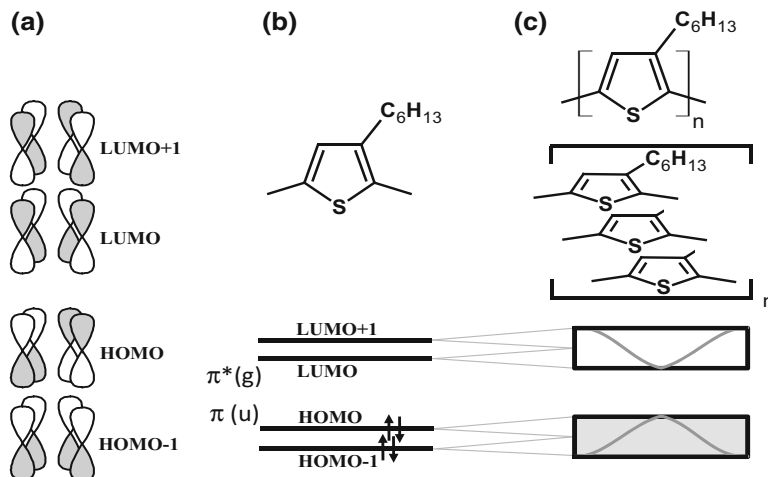 (a)
(b)
(c)
LUMO+1
LUMO
HOMO
HOMO-1
C6H13
S
C6H13
S
n
C6H13
S
S
S
n
LUMO+1
LUMO
π*(g)
π (u)
HOMO
HOMO-1